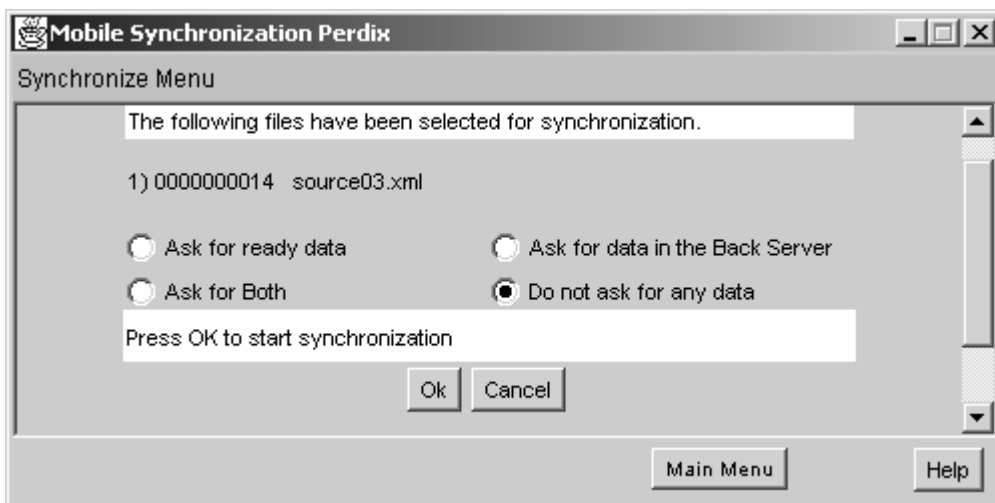 Mobile Synchronization Perdix
Synchronize Menu
The following files have been selected for synchronization.
1) 0000000014 source03.xml
Ask for ready data Ask for data in the Back Server
Ask for Both Do not ask for any data
Press OK to start synchronization
Ok Cancel
Main Menu Help